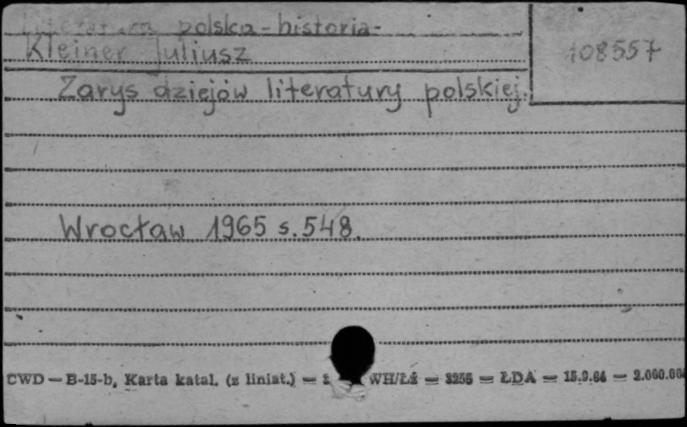 Literatura polska - historia -
108557
Kleiner Juliusz
Zarys dziejów literatury polskiej.
Wrocław 1965 s. 548.
CWD — B-15-b, Karta katal. (z liniat.) — WH/Łź — 3256 — ŁDA — 15.9.64 — 2.000.000